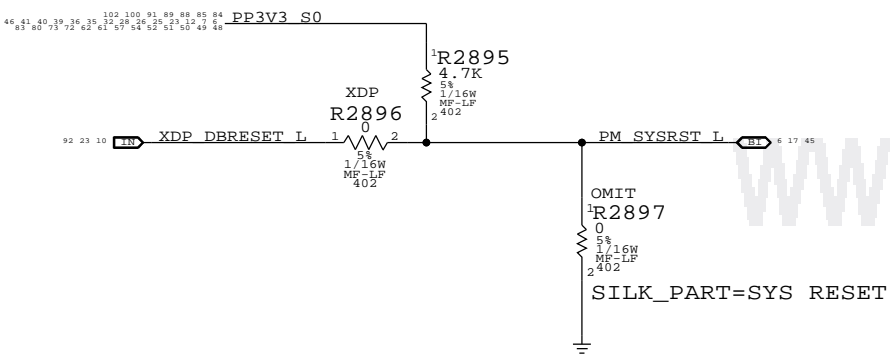 102 100 91 89 88 85 84
46 41 40 39 36 35 32 28 26 25 23 12 7 6
83 80 73 72 62 61 57 54 52 51 50 49 48
PP3V3_S0
1
R2895
4.7K
5%
1/16W
MF-LF
402
2
XDP
R2896
0
92 23 10
IN
XDP_DBRESET_L
1
2
5%
1/16W
MF-LF
402
PM_SYSRST_L
BI
6 17 45
WW
OMIT
1
R2897
0
5%
1/16W
MF-LF
402
2
SILK_PART=SYS RESET